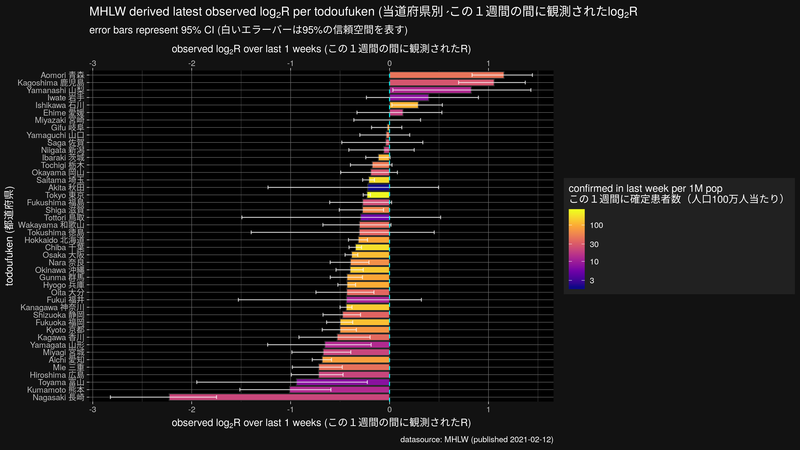 MHLW derived latest observed log₂R per todoufuken (当道府県別 -この１週間の間に観測されたlog₂R
error bars represent 95% CI (白いエラーバーは95%の信頼空間を表す)
observed log₂R over last 1 weeks (この１週間の間に観測されたR)
-3 -2 -1 0 1
Aomori 青森
Kagoshima 鹿児島
Yamanashi 山梨
Iwate 岩手
Ishikawa 石川
Ehime 愛媛
Miyazaki 宮崎
Gifu 岐阜
Yamaguchi 山口
Saga 佐賀
Niigata 新潟
Ibaraki 茨城
Tochigi 栃木
Okayama 岡山
Saitama 埼玉
Akita 秋田
Tokyo 東京
Fukushima 福島
Shiga 滋賀
Tottori 鳥取
Wakayama 和歌山
Tokushima 徳島
Hokkaido 北海道
Chiba 千葉
Osaka 大阪
Nara 奈良
Okinawa 沖縄
Gunma 群馬
Hyogo 兵庫
Oita 大分
Fukui 福井
Kanagawa 神奈川
Shizuoka 静岡
Fukuoka 福岡
Kyoto 京都
Kagawa 香川
Yamagata 山形
Miyagi 宮城
Aichi 愛知
Mie 三重
Hiroshima 広島
Toyama 富山
Kumamoto 熊本
Nagasaki 長崎
-3 -2 -1 0 1
observed log₂R over last 1 weeks (この１週間の間に観測されたR)
todoufuken (都道府県)
confirmed in last week per 1M pop
この１週間に確定患者数（人口100万人当たり）
100
30
10
3
datasource: MHLW (published 2021-02-12)